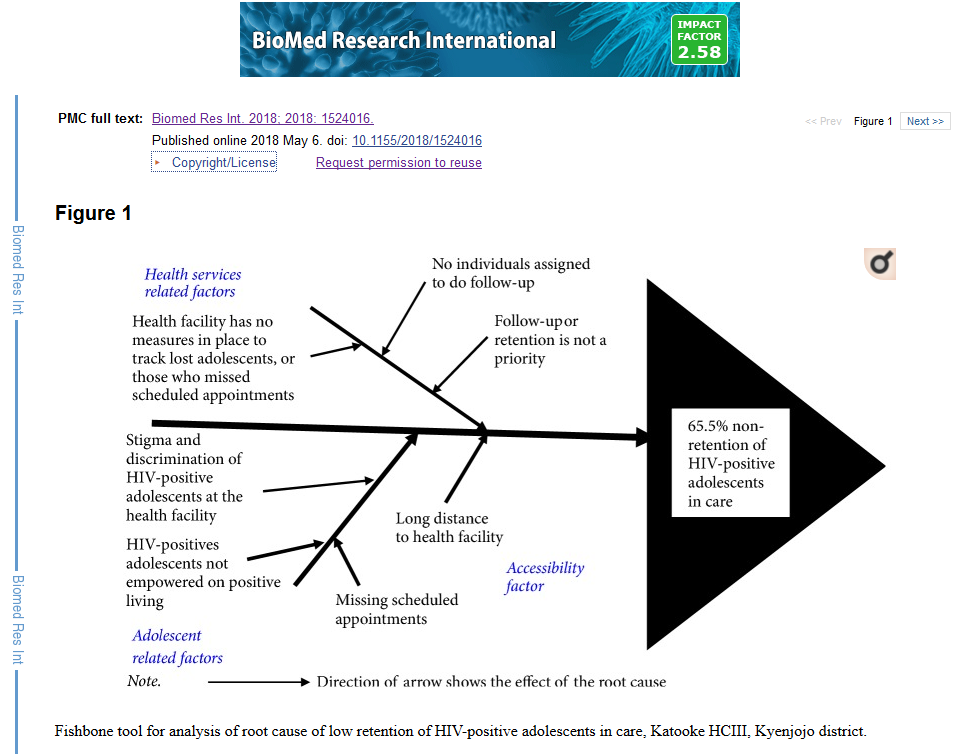 BioMed Research International
IMPACT
FACTOR
2.58
PMC full text: Biomed Res Int. 2018; 2018: 1524016.
Published online 2018 May 6. doi: 10.1155/2018/1524016
Copyright/License Request permission to reuse
<< Prev Figure 1 Next >>
Biomed Res Int
Biomed Res Int
Figure 1
Health services
related factors
No individuals assigned
to do follow-up
Health facility has no
measures in place to
track lost adolescents, or
those who missed
scheduled appointments
Follow-up or
retention is not a
priority
65.5% non-
retention of
HIV-positive
adolescents
in care
Stigma and
discrimination of
HIV-positive
adolescents at the
health facility
Long distance
to health facility
HIV-positives
adolescents not
empowered on positive
living
Accessibility
factor
Missing scheduled
appointments
Adolescent
related factors
Note. Direction of arrow shows the effect of the root cause
Fishbone tool for analysis of root cause of low retention of HIV-positive adolescents in care, Katooke HCIII, Kyenjojo district.